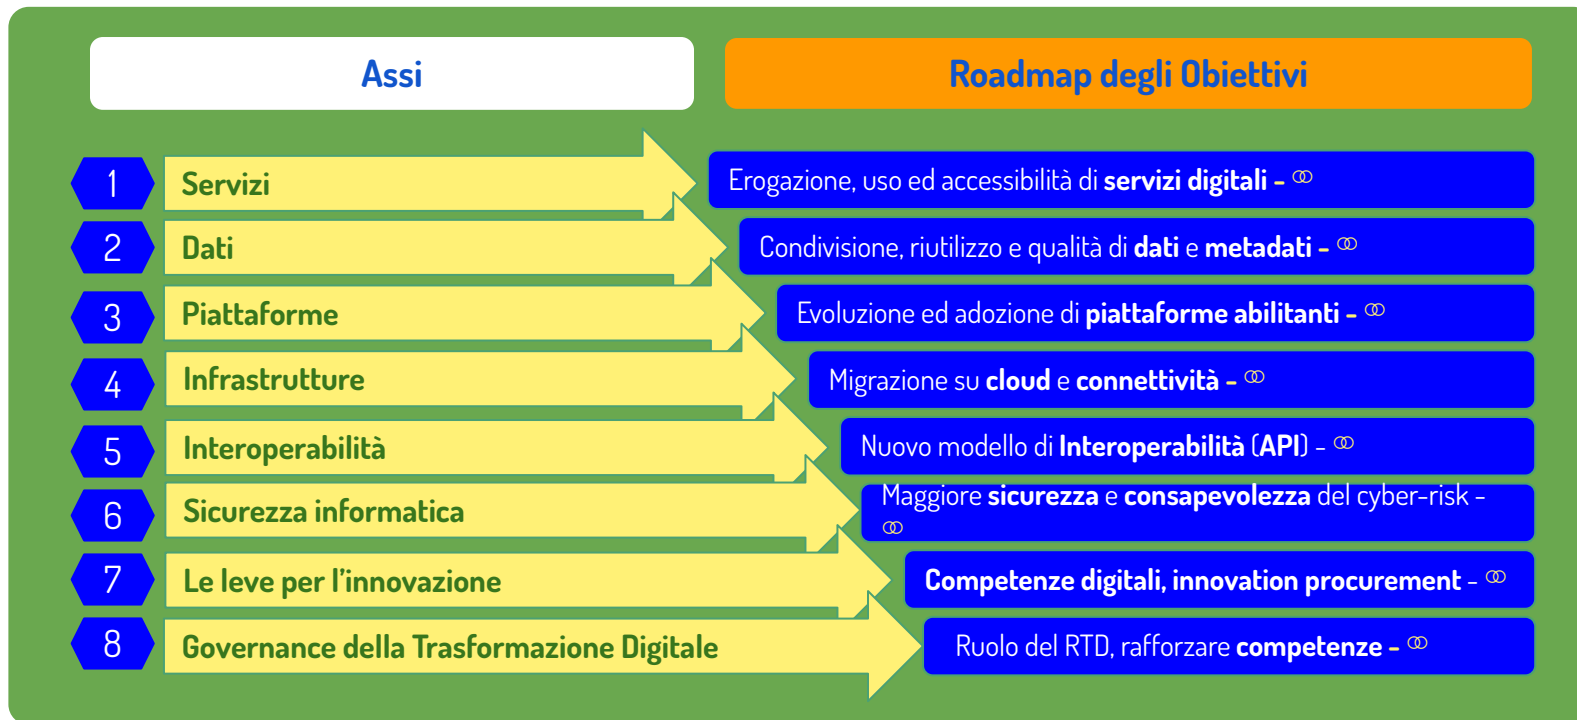 Assi
Roadmap degli Obiettivi
1
Servizi
Erogazione, uso ed accessibilità di servizi digitali -
2
Dati
Condivisione, riutilizzo e qualità di dati e metadati -
3
Piattaforme
Evoluzione ed adozione di piattaforme abilitanti -
4
Infrastrutture
Migrazione su cloud e connettività -
5
Interoperabilità
Nuovo modello di Interoperabilità (API) -
6
Sicurezza informatica
Maggiore sicurezza e consapevolezza del cyber-risk -
7
Le leve per l'innovazione
Competenze digitali, innovation procurement -
8
Governance della Trasformazione Digitale
Ruolo del RTD, rafforzare competenze -